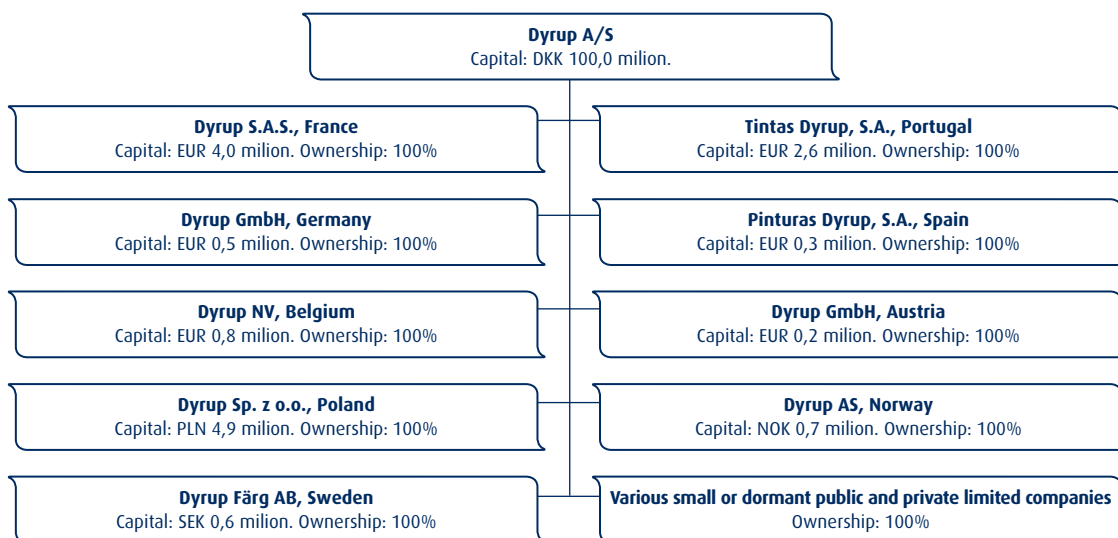 Dyrup A/S
Capital: DKK 100,0 milion.
Dyrup S.A.S., France
Capital: EUR 4,0 milion. Ownership: 100%
Tintas Dyrup, S.A., Portugal
Capital: EUR 2,6 milion. Ownership: 100%
Dyrup GmbH, Germany
Capital: EUR 0,5 milion. Ownership: 100%
Pinturas Dyrup, S.A., Spain
Capital: EUR 0,3 milion. Ownership: 100%
Dyrup NV, Belgium
Capital: EUR 0,8 milion. Ownership: 100%
Dyrup GmbH, Austria
Capital: EUR 0,2 milion. Ownership: 100%
Dyrup Sp. z o.o., Poland
Capital: PLN 4,9 milion. Ownership: 100%
Dyrup AS, Norway
Capital: NOK 0,7 milion. Ownership: 100%
Dyrup Färg AB, Sweden
Capital: SEK 0,6 milion. Ownership: 100%
Various small or dormant public and private limited companies
Ownership: 100%